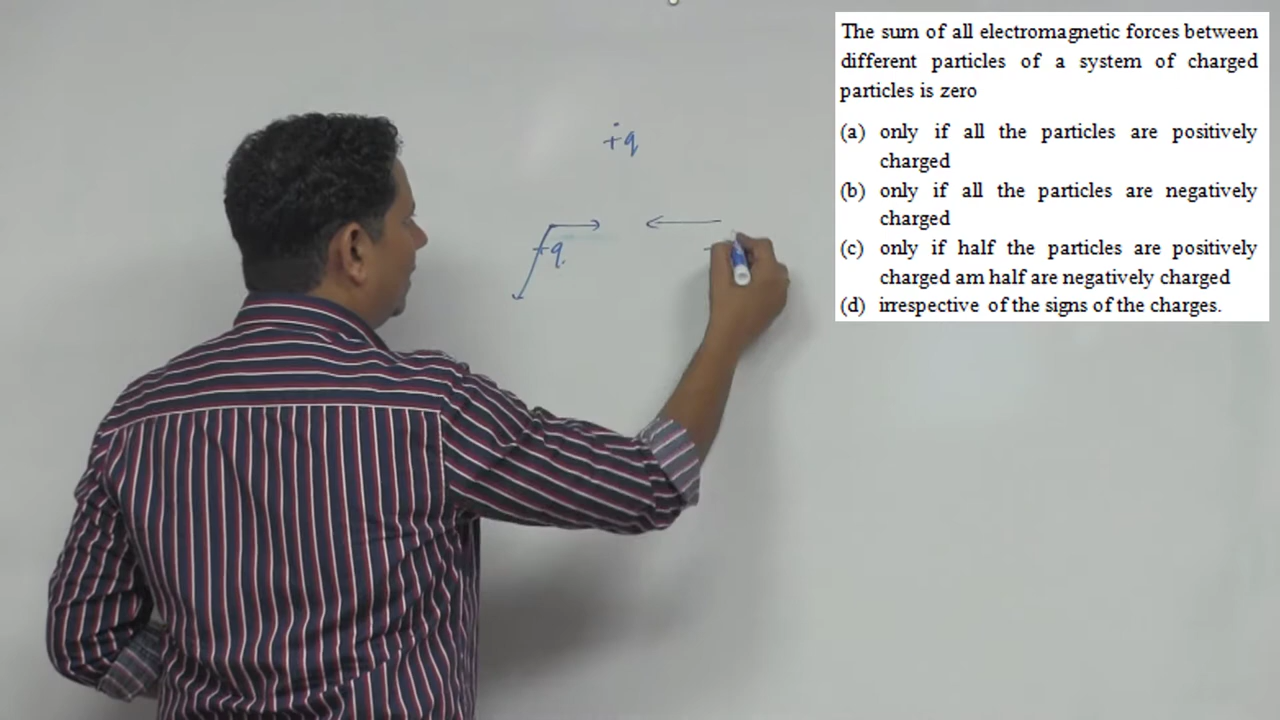 The sum of all electromagnetic forces between
different particles of a system of charged
particles is zero
(a) only if all the particles are positively
charged
(b) only if all the particles are negatively
charged
(c) only if half the particles are positively
charged am half are negatively charged
(d) irrespective of the signs of the charges.
+q
+q